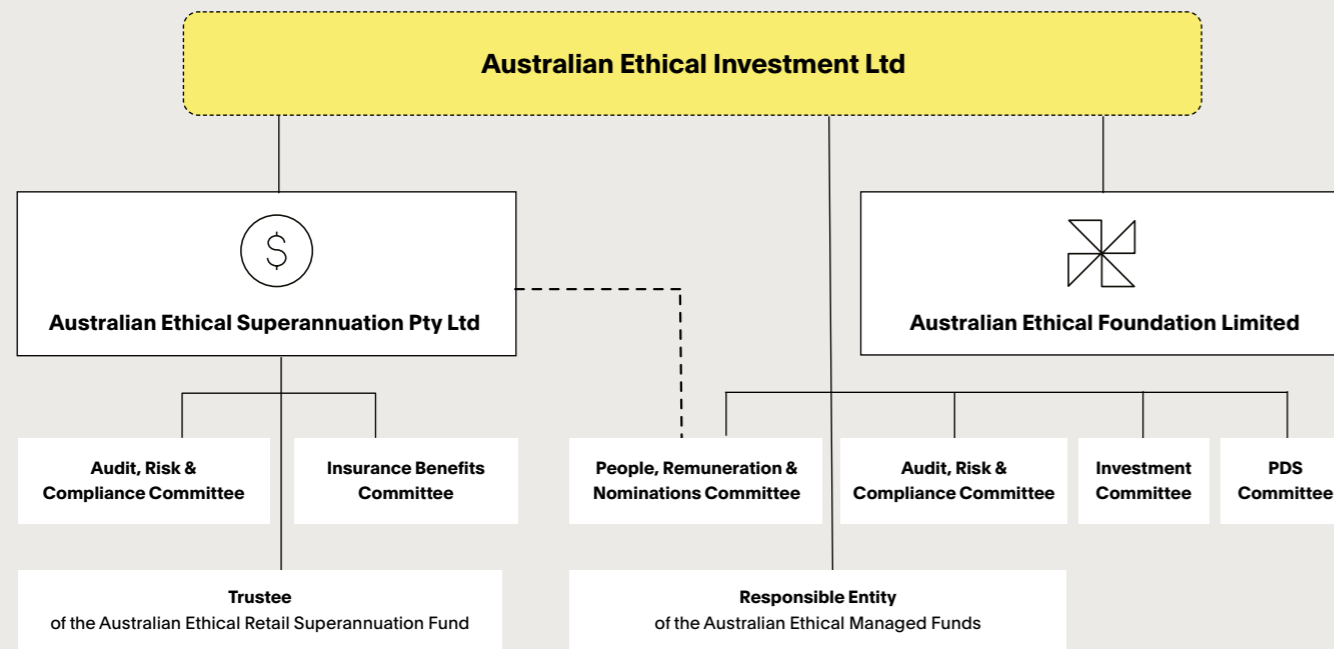 Australian Ethical Investment Ltd
$
Australian Ethical Superannuation Pty Ltd
Australian Ethical Foundation Limited
Audit, Risk &
Compliance Committee
Insurance Benefits
Committee
People, Remuneration &
Nominations Committee
Audit, Risk &
Compliance Committee
Investment
Committee
PDS
Committee
Trustee
of the Australian Ethical Retail Superannuation Fund
Responsible Entity
of the Australian Ethical Managed Funds